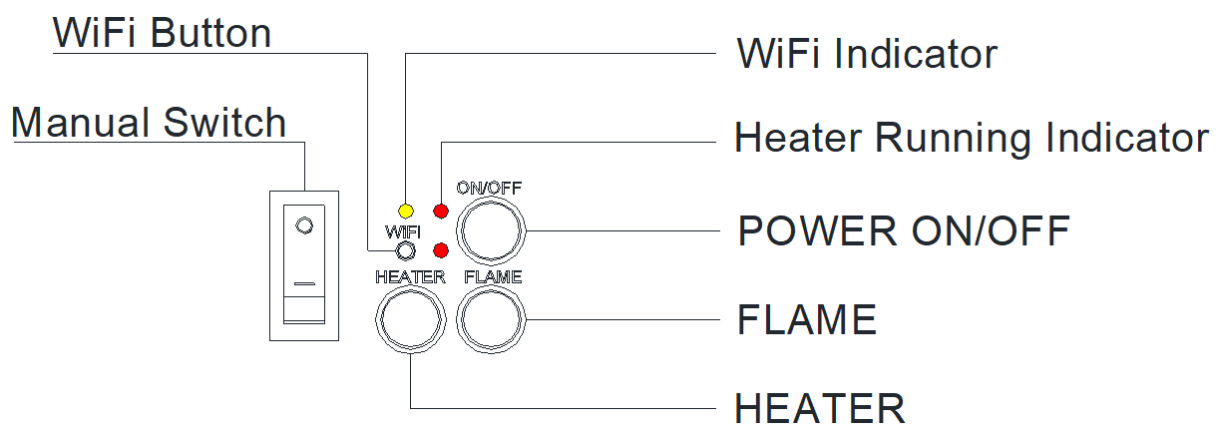 WiFi Button
WiFi Indicator
Manual Switch
Heater Running Indicator
ON/OFF
WIFI
POWER ON/OFF
HEATER FLAME
FLAME
HEATER